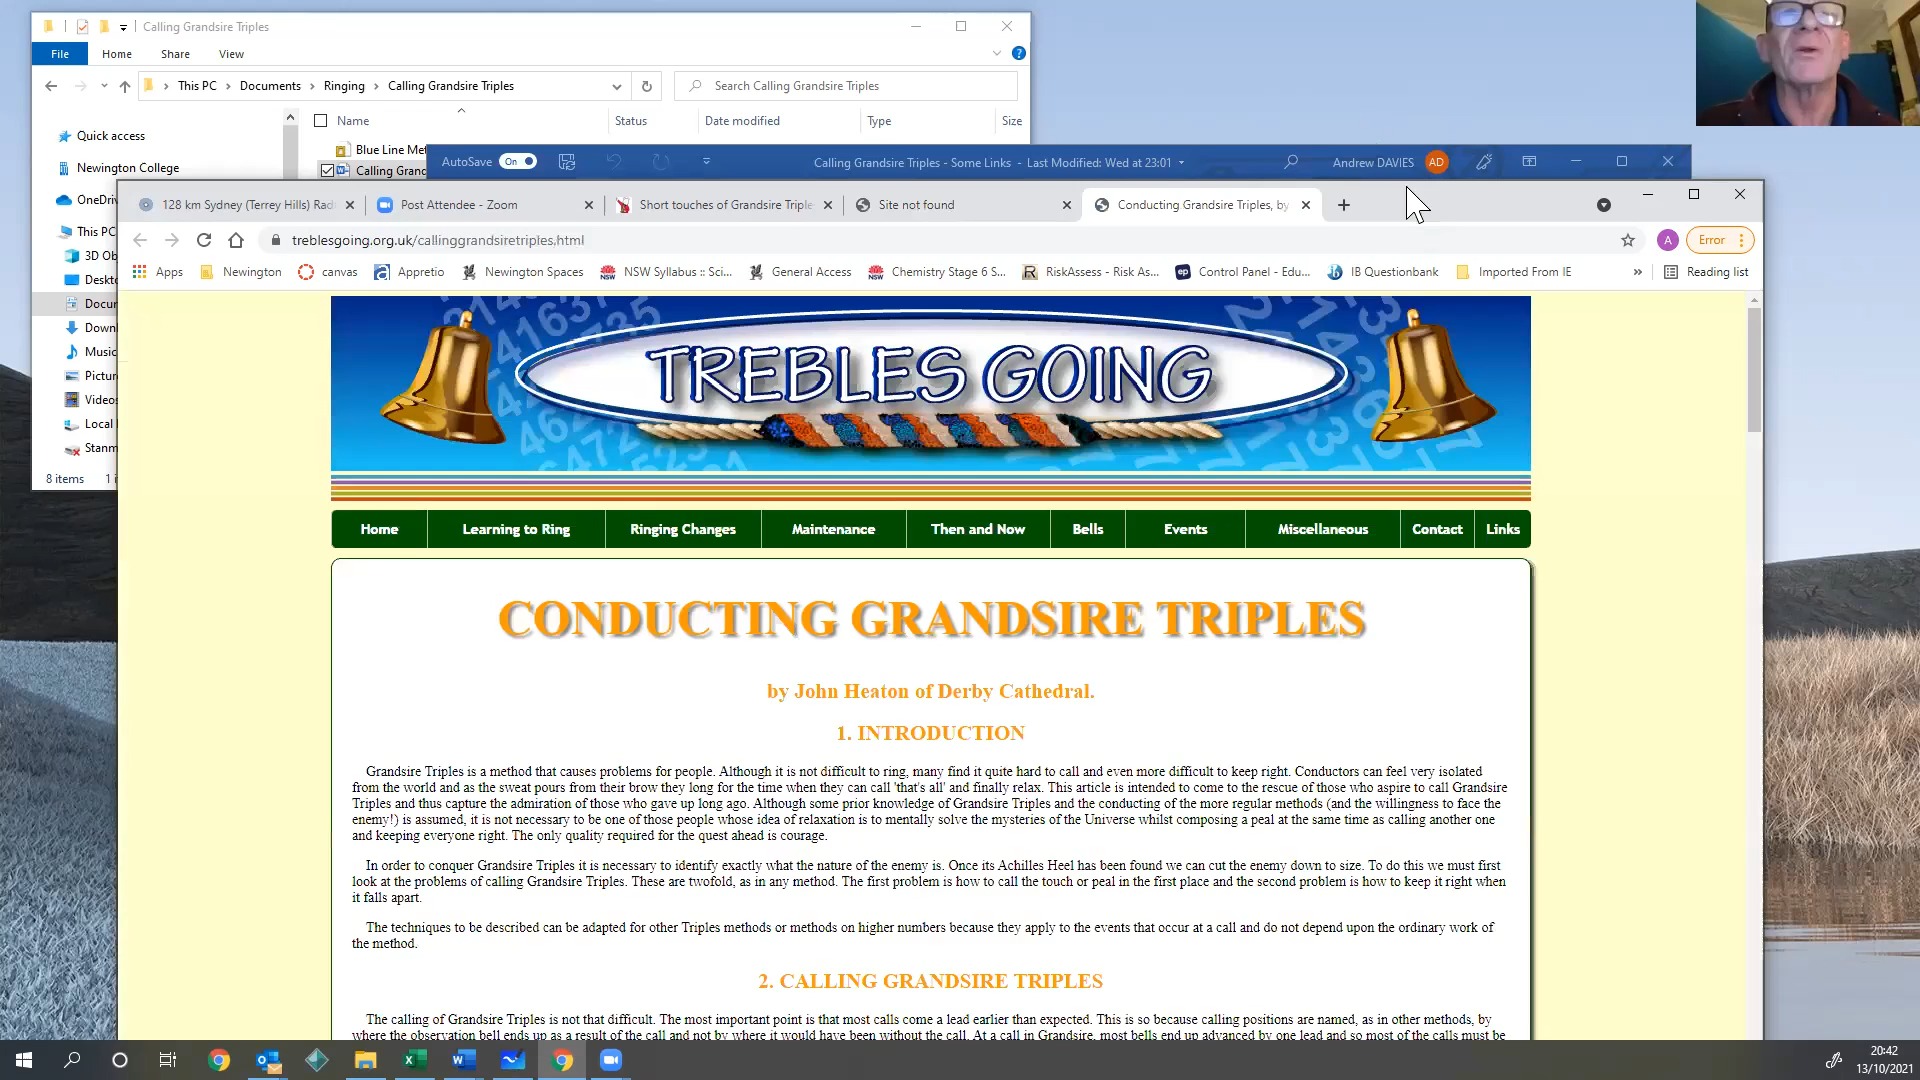 Calling Grandsire Triples
File Home Share View
This PC Documents Ringing Calling Grandsire Triples
Search Calling Grandsire Triples
Name Status Date modified Type Size
Quick access
Newington College
OneDriv
This PC
3D Ob
Deskto
Docum
Downl
Music
Picture
Videos
Local
Stanm
8 items
Blue Line Met
Calling Grand
AutoSave On
Calling Grandsire Triples - Some Links - Last Modified: Wed at 23:01
Andrew DAVIES AD
128 km Sydney (Terrey Hills) Rad
Post Attendee - Zoom
Short touches of Grandsire Triple
Site not found
Conducting Grandsire Triples, by
treblesgoing.org.uk/callinggrandsiretriples.html
A Error
Apps Newington canvas Appretio Newington Spaces NSW Syllabus :: Sci... General Access Chemistry Stage 6 S... RiskAssess - Risk As... Control Panel - Edu... IB Questionbank Imported From IE » Reading list
TREBLES GOING
Home Learning to Ring Ringing Changes Maintenance Then and Now Bells Events Miscellaneous Contact Links
CONDUCTING GRANDSIRE TRIPLES
by John Heaton of Derby Cathedral.
1. INTRODUCTION
Grandsire Triples is a method that causes problems for people. Although it is not difficult to ring, many find it quite hard to call and even more difficult to keep right. Conductors can feel very isolated
from the world and as the sweat pours from their brow they long for the time when they can call 'that's all' and finally relax. This article is intended to come to the rescue of those who aspire to call Grandsire
Triples and thus capture the admiration of those who gave up long ago. Although some prior knowledge of Grandsire Triples and the conducting of the more regular methods (and the willingness to face the
enemy!) is assumed, it is not necessary to be one of those people whose idea of relaxation is to mentally solve the mysteries of the Universe whilst composing a peal at the same time as calling another one
and keeping everyone right. The only quality required for the quest ahead is courage.
In order to conquer Grandsire Triples it is necessary to identify exactly what the nature of the enemy is. Once its Achilles Heel has been found we can cut the enemy down to size. To do this we must first
look at the problems of calling Grandsire Triples. These are twofold, as in any method. The first problem is how to call the touch or peal in the first place and the second problem is how to keep it right when
it falls apart.
The techniques to be described can be adapted for other Triples methods or methods on higher numbers because they apply to the events that occur at a call and do not depend upon the ordinary work of
the method.
2. CALLING GRANDSIRE TRIPLES
The calling of Grandsire Triples is not that difficult. The most important point is that most calls come a lead earlier than expected. This is so because calling positions are named, as in other methods, by
where the observation bell ends up as a result of the call and not by where it would have been without the call. At a call in Grandsire, most bells end up advanced by one lead and so most of the calls must be
20:42
13/10/2021